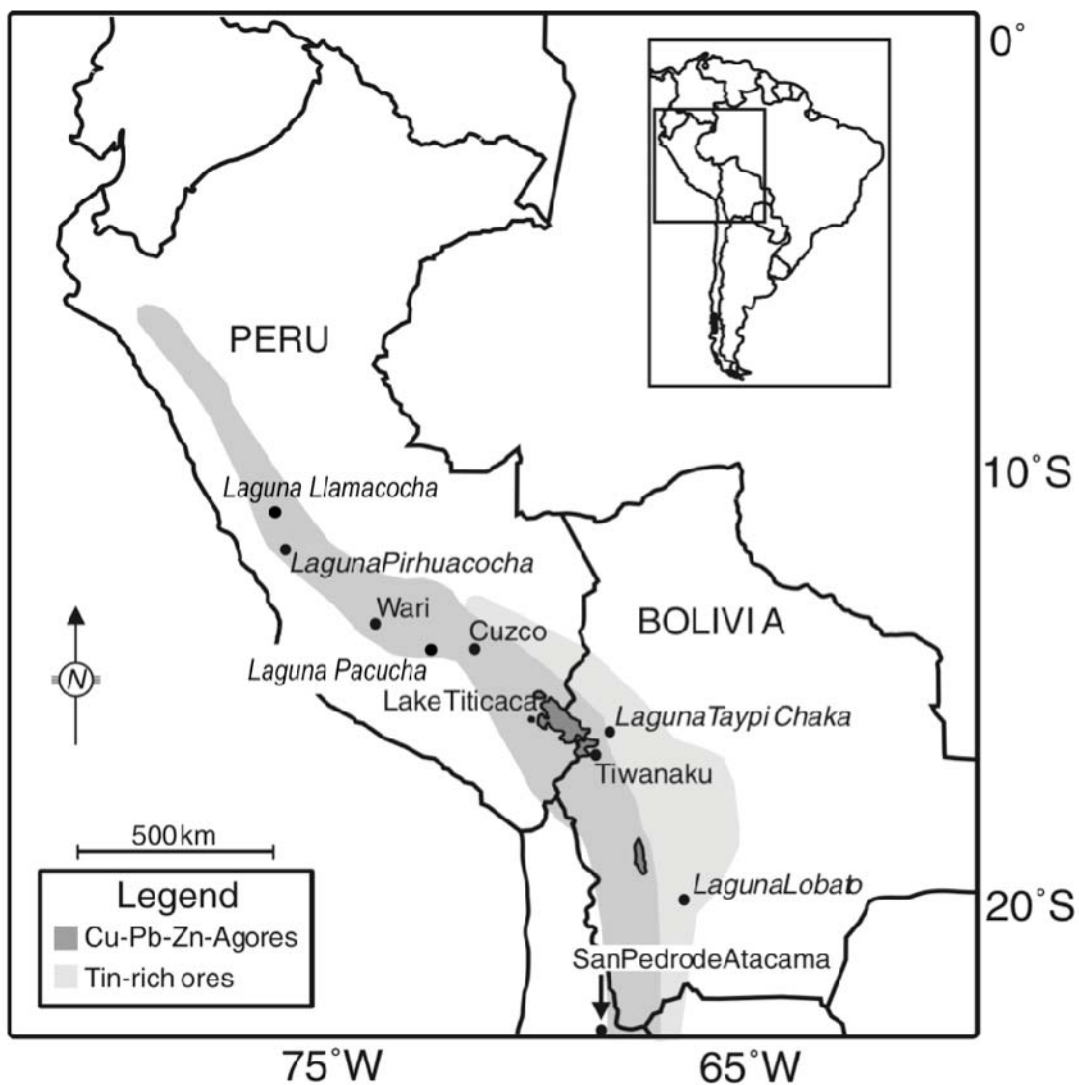 0°
PERU
10°S
Laguna Llamacocha
LagunaPirhuacocha
Wari
Cuzco
BOLIVIA
Laguna Pacucha
N
LakeTiticaca
LagunaTaypi Chaka
Tiwanaku
500km
Legend
LagunaLobato
20°S
Cu-Pb-Zn-Agores
SanPedrodeAtacama
Tin-rich ores
75°W
65°W